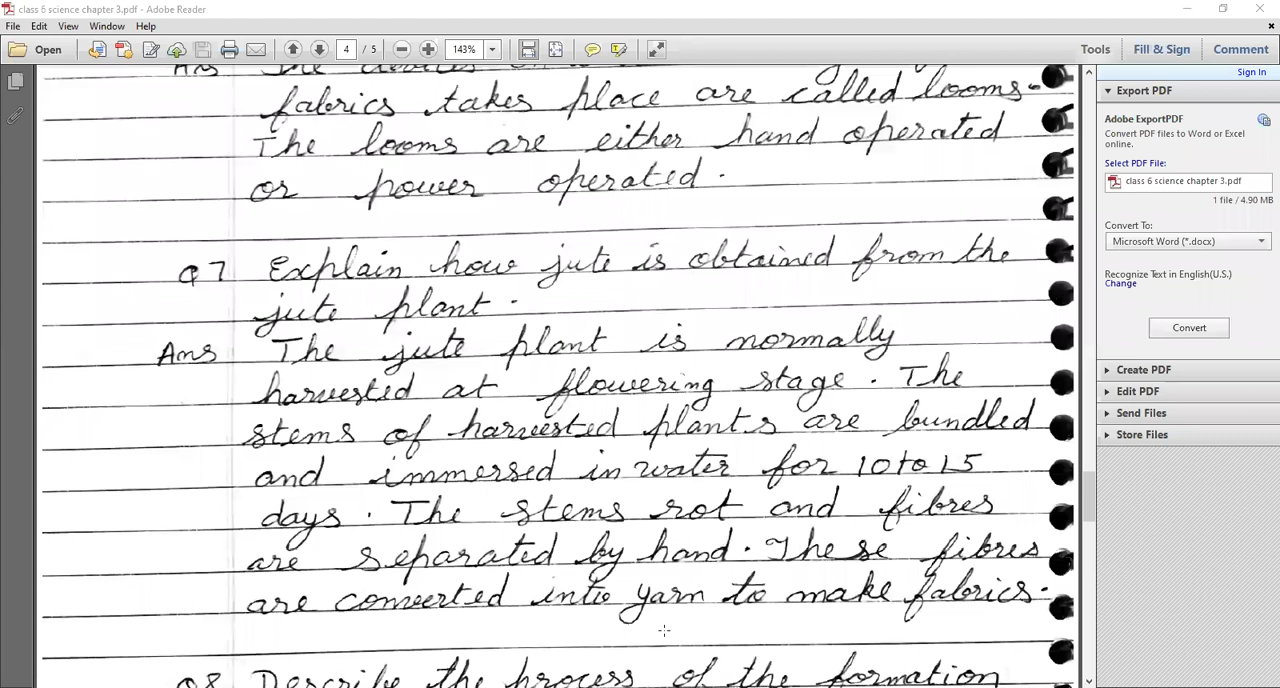 class 6 science chapter 3.pdf - Adobe Reader
File Edit View Window Help
Open 4 / 5 143% Tools Fill & Sign Comment
Sign In
Export PDF
Adobe ExportPDF
Convert PDF files to Word or Excel
online.
Select PDF File:
class 6 science chapter 3.pdf
1 file / 4.90 MB
Convert To:
Microsoft Word (*.docx)
Recognize Text in English(U.S.)
Change
Convert
Create PDF
Edit PDF
Send Files
Store Files
Ans The
fabrics takes place are called looms.
The looms are either hand operated
or power operated.
Q7 Explain how jute is obtained from the
jute plant.
Ans The jute plant is normally
harvested at flowering stage. The
stems of harvested plants are bundled
and immersed in water for 10 to 15
days. The stems rot and fibres
are separated by hand. These fibres
are converted into yarn to make fabrics.
Q8 Describe the process of the formation